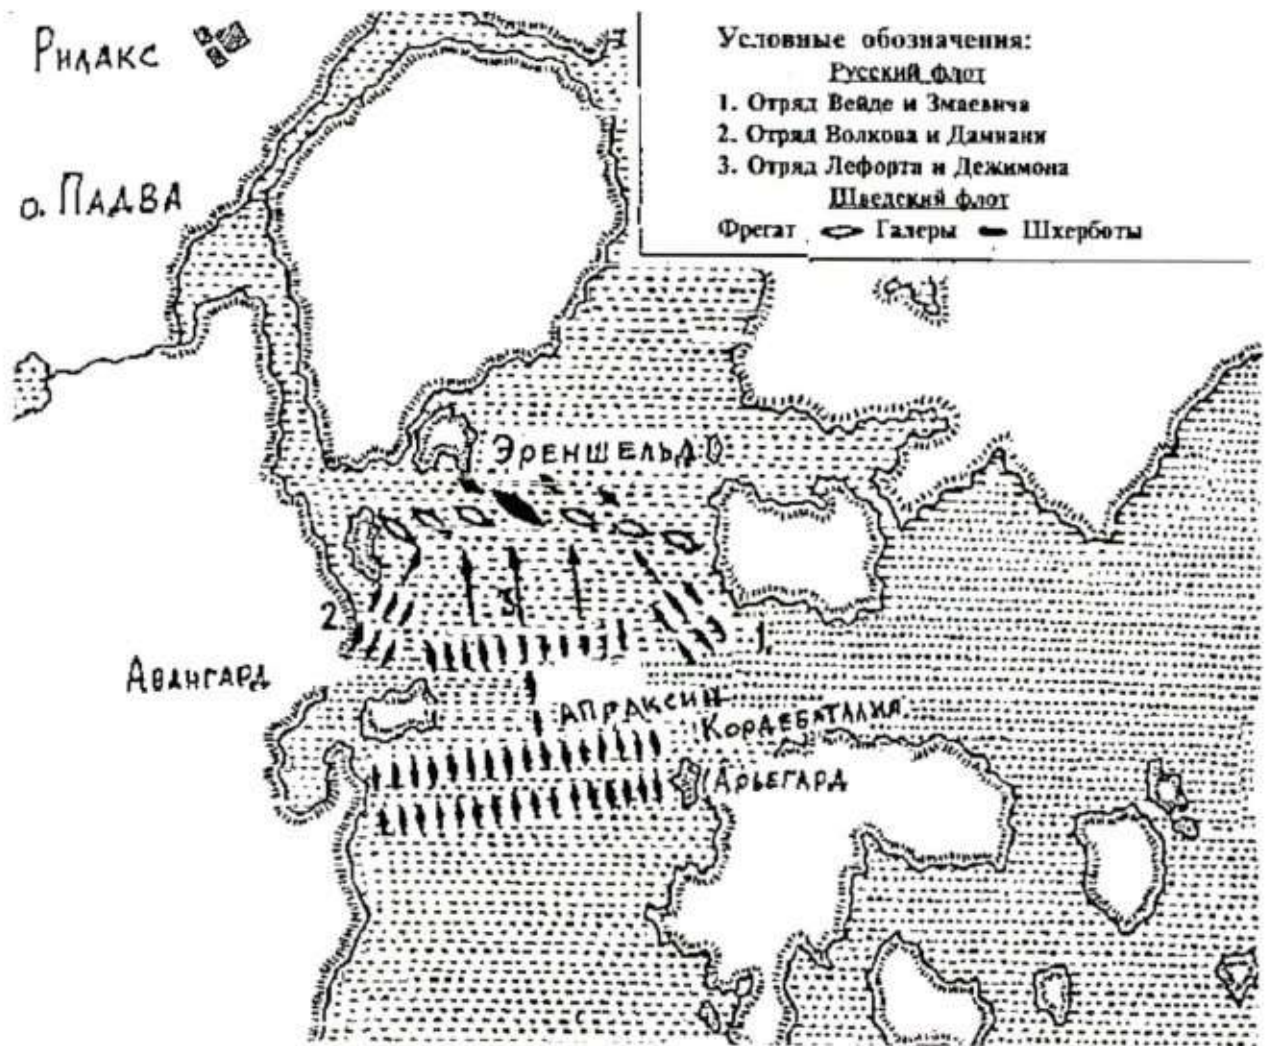 Рилакс
о. Падва
Условные обозначения:
Русский флот
1. Отряд Вейде и Змаевича
2. Отряд Волкова и Дамиани
3. Отряд Лефорта и Дежимона
Шведский флот
Фрегат Галеры Шхерботы
Эреншельд
3
2
1.
Авангард
Апраксин
Кордебаталия
Арьегард